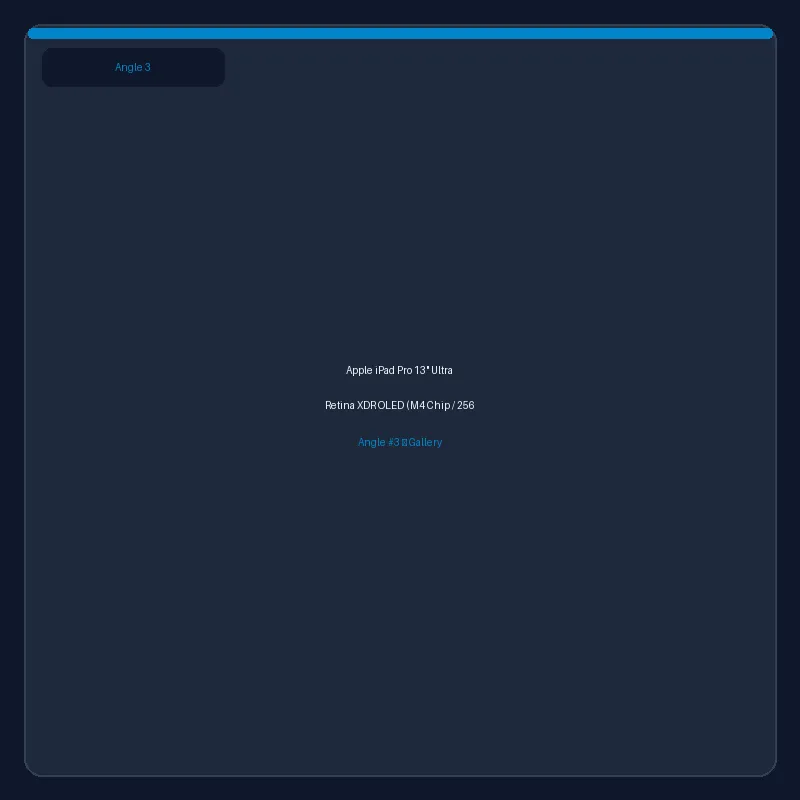 Angle 3
Apple iPad Pro 13" Ultra
Retina XDR OLED (M4 Chip / 256
Angle #3 Gallery